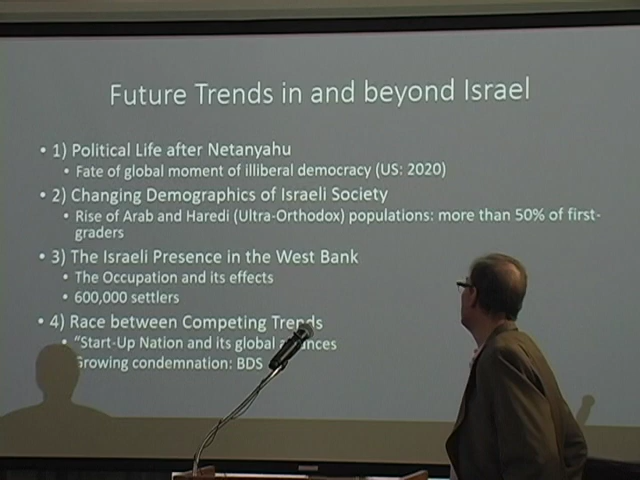 Future Trends in and beyond Israel
• 1) Political Life after Netanyahu
• Fate of global moment of illiberal democracy (US: 2020)
• 2) Changing Demographics of Israeli Society
• Rise of Arab and Haredi (Ultra-Orthodox) populations: more than 50% of first-
graders
• 3) The Israeli Presence in the West Bank
• The Occupation and its effects
• 600,000 settlers
• 4) Race between Competing Trends
• "Start-Up Nation and its global
Growing condemnation: BDS